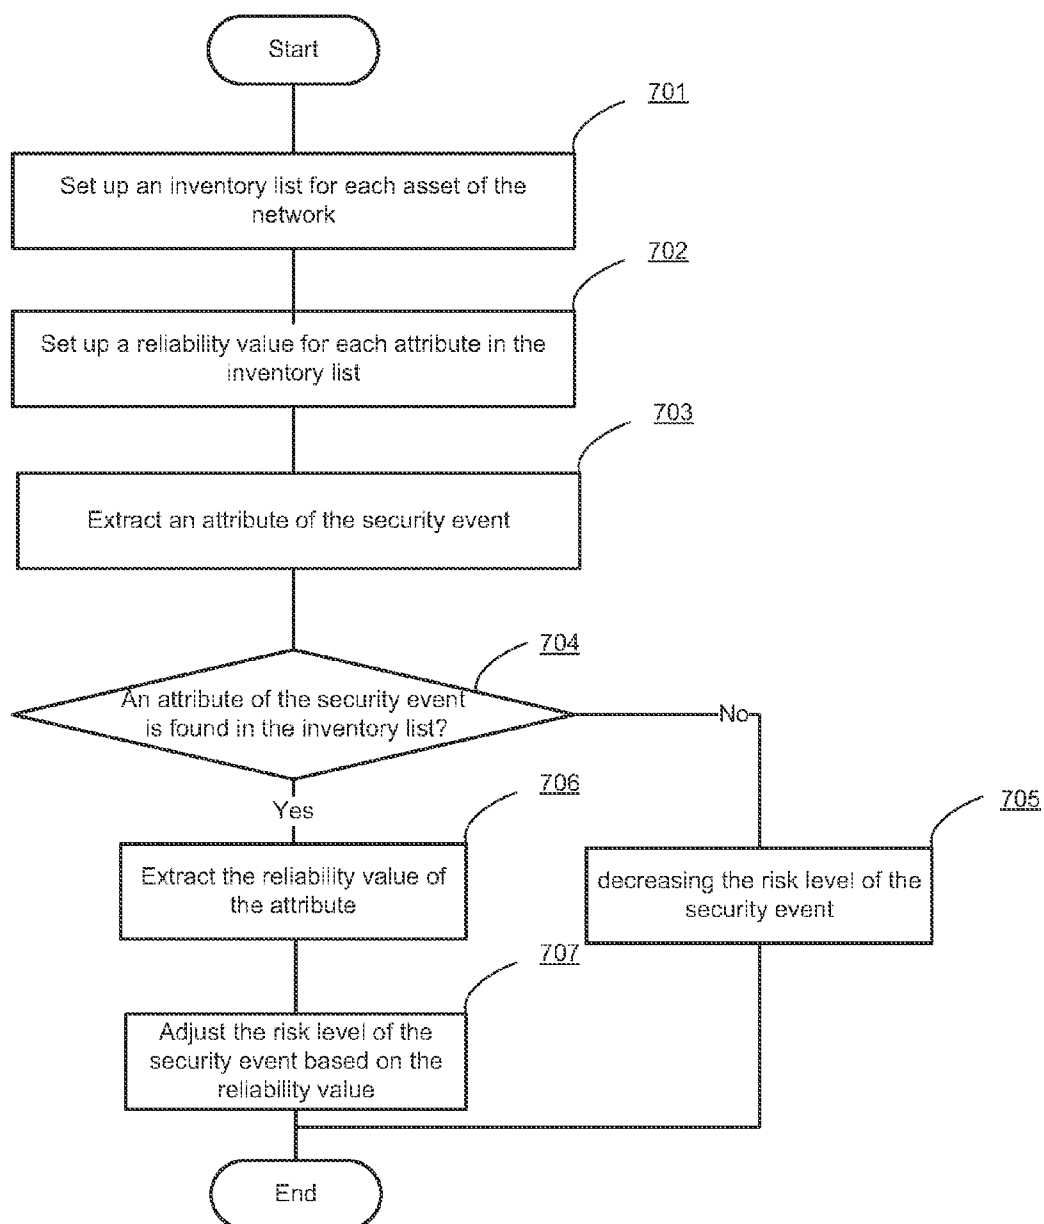 Start
701
Set up an inventory list for each asset of the
network
702
Set up a reliability value for each attribute in the
inventory list
703
Extract an attribute of the security event
704
An attribute of the security event
is found in the inventory list?
No
Yes
706
Extract the reliability value of
the attribute
705
decreasing the risk level of the
security event
707
Adjust the risk level of the
security event based on the
reliability value
End